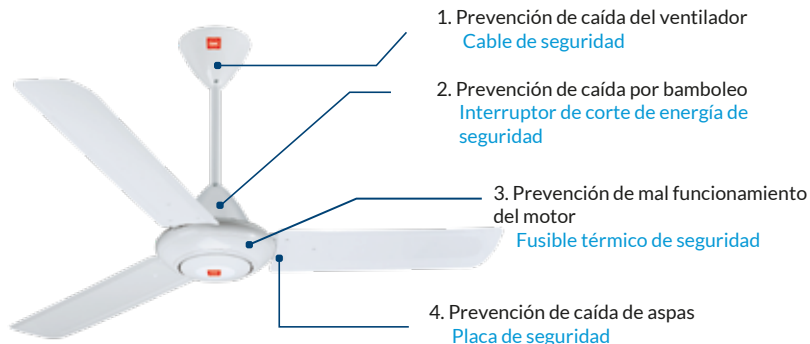 1. Prevención de caída del ventilador
Cable de seguridad
2. Prevención de caída por bamboleo
Interruptor de corte de energía de
seguridad
3. Prevención de mal funcionamiento
del motor
Fusible térmico de seguridad
4. Prevención de caída de aspas
Placa de seguridad